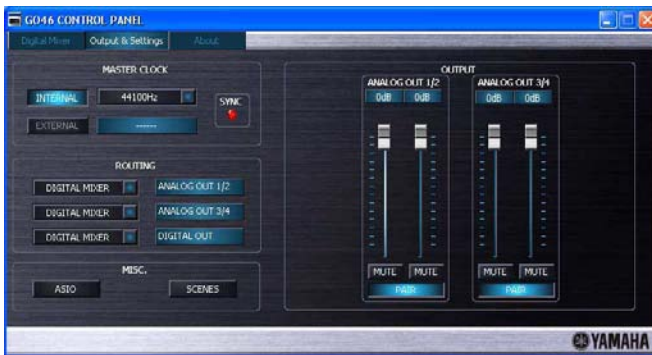 GO46 CONTROL PANEL
Digital Mixer Output & Settings About
MASTER CLOCK
INTERNAL 44100Hz SYNC
EXTERNAL ------
ROUTING
DIGITAL MIXER ANALOG OUT 1/2
DIGITAL MIXER ANALOG OUT 3/4
DIGITAL MIXER DIGITAL OUT
MISC.
ASIO SCENES
OUTPUT
ANALOG OUT 1/2 ANALOG OUT 3/4
0dB 0dB 0dB 0dB
MUTE MUTE MUTE MUTE
PAIR PAIR
YAMAHA